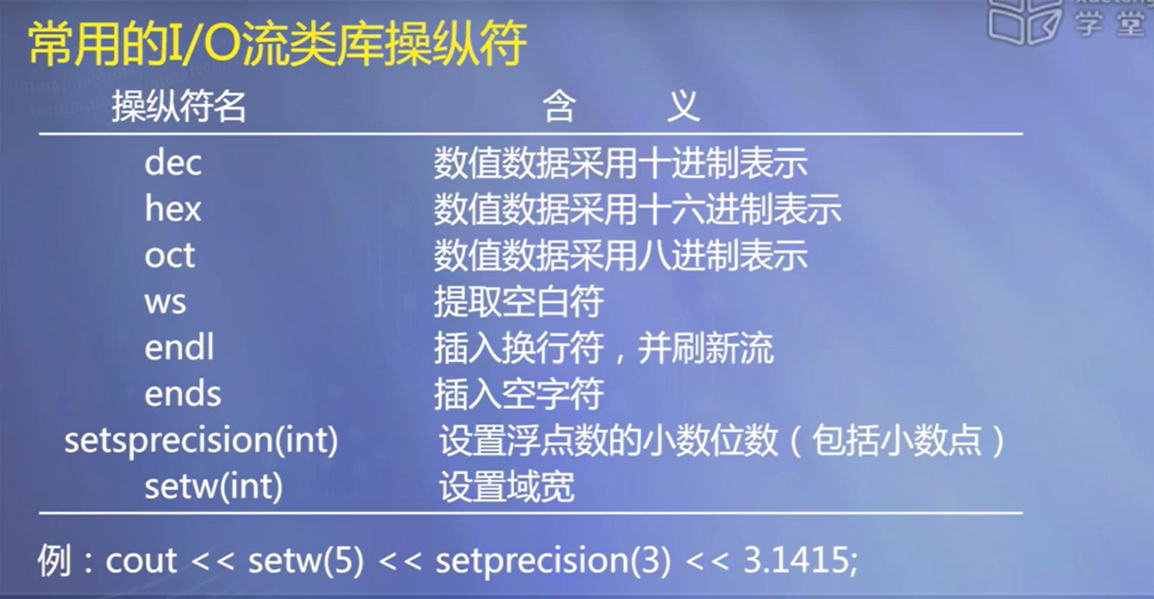 常用的I/O流类库操纵符
学堂
操纵符名 含 义
dec 数值数据采用十进制表示
hex 数值数据采用十六进制表示
oct 数值数据采用八进制表示
ws 提取空白符
endl 插入换行符，并刷新流
ends 插入空字符
setsprecision(int) 设置浮点数的小数位数（包括小数点）
setw(int) 设置域宽
例：cout << setw(5) << setprecision(3) << 3.1415;